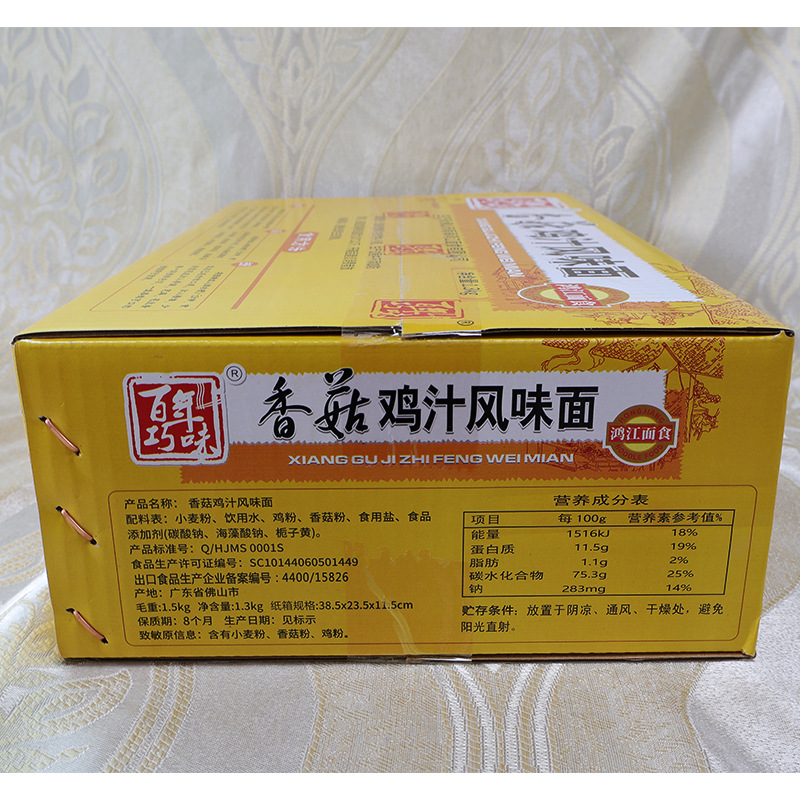 香菇鸡汁风味面
百年巧味
®
香菇鸡汁风味面
XIANG GU JI ZHI FENG WEI MIAN
鸿江面食
产品名称: 香菇鸡汁风味面
配料表: 小麦粉、饮用水、鸡粉、香菇粉、食用盐、食品
添加剂(碳酸钠、海藻酸钠、栀子黄)。
产品标准号: Q/HJMS 0001S
食品生产许可证编号: SC10144060501449
出口食品生产企业备案编号: 4400/15826
产地: 广东省佛山市
毛重:1.5kg 净含量:1.3kg 纸箱规格:38.5x23.5x11.5cm
保质期: 8个月 生产日期: 见标示
致敏原信息: 含有小麦粉、香菇粉、鸡粉。
营养成分表
项目 每100g 营养素参考值%
能量 1516kJ 18%
蛋白质 11.5g 19%
脂肪 1.1g 2%
碳水化合物 75.3g 25%
钠 283mg 14%
贮存条件: 放置于阴凉、通风、干燥处, 避免
阳光直射。